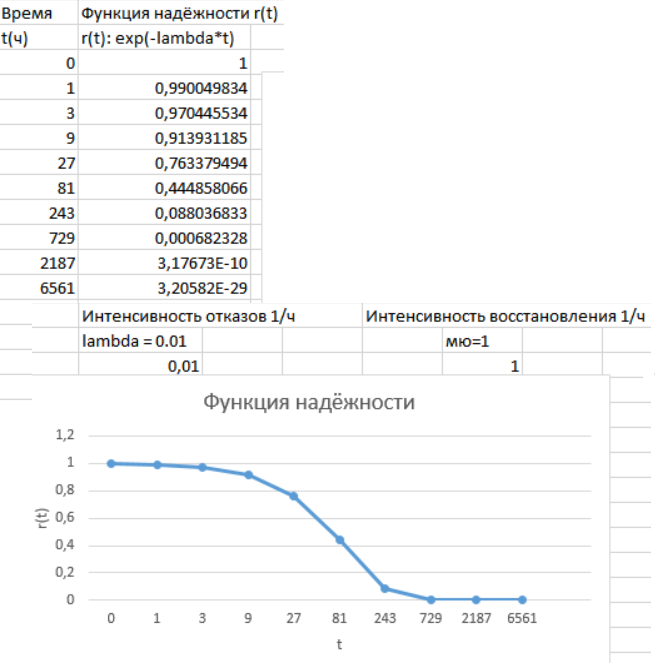 Время Функция надёжности r(t)
t(ч) r(t): exp(-lambda*t)
0 1
1 0,990049834
3 0,970445534
9 0,913931185
27 0,763379494
81 0,444858066
243 0,088036833
729 0,000682328
2187 3,17673E-10
6561 3,20582E-29
Интенсивность отказов 1/ч Интенсивность восстановления 1/ч
lambda = 0.01 мю=1
0,01 1
Функция надёжности
1,2
1
0,8
0,6
0,4
0,2
0
r(t)
0 1 3 9 27 81 243 729 2187 6561
t